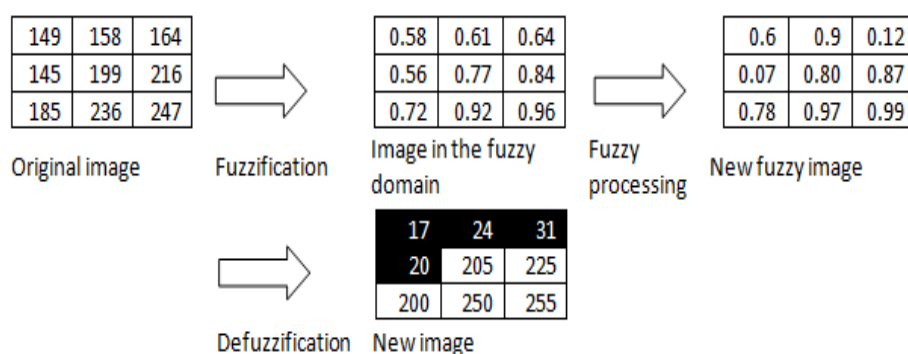 149 158 164
145 199 216
185 236 247
Original image
Fuzzification
0.58 0.61 0.64
0.56 0.77 0.84
0.72 0.92 0.96
Image in the fuzzy
domain
Fuzzy
processing
0.6 0.9 0.12
0.07 0.80 0.87
0.78 0.97 0.99
New fuzzy image
Defuzzification
17 24 31
20 205 225
200 250 255
New image